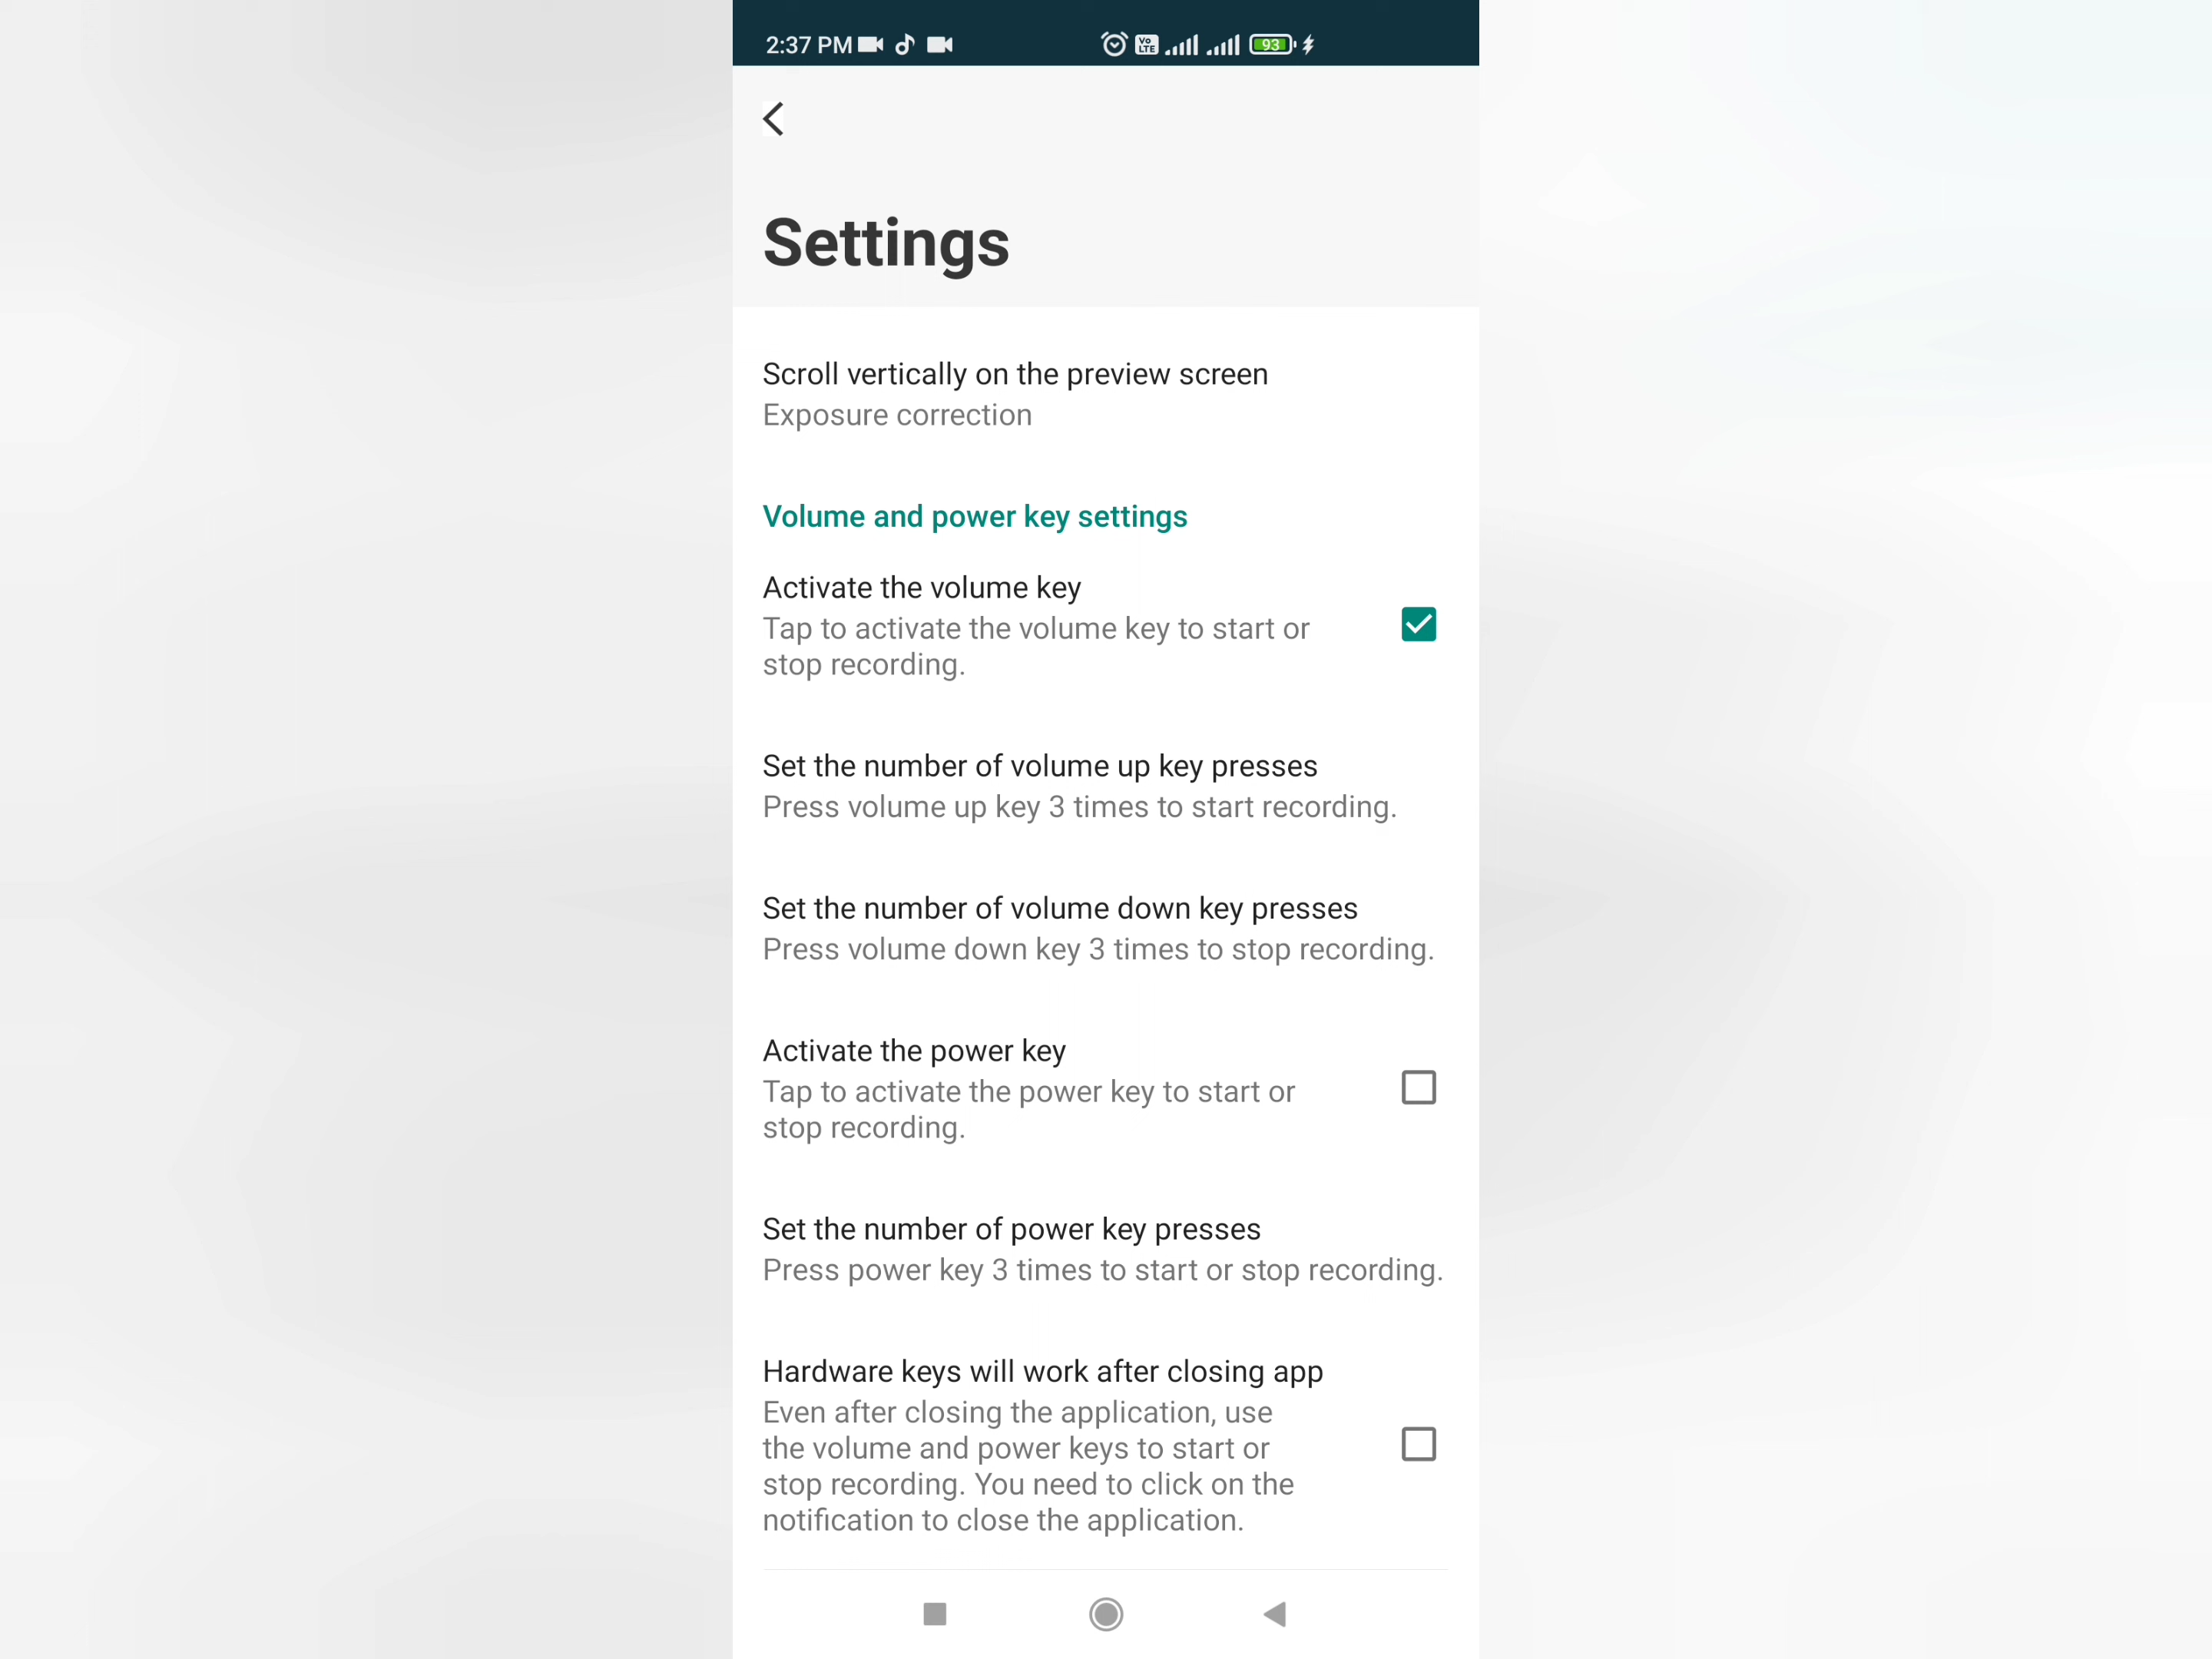 2:37 PM
Vo LTE
93
Settings
Scroll vertically on the preview screen
Exposure correction
Volume and power key settings
Activate the volume key
Tap to activate the volume key to start or
stop recording.
Set the number of volume up key presses
Press volume up key 3 times to start recording.
Set the number of volume down key presses
Press volume down key 3 times to stop recording.
Activate the power key
Tap to activate the power key to start or
stop recording.
Set the number of power key presses
Press power key 3 times to start or stop recording.
Hardware keys will work after closing app
Even after closing the application, use
the volume and power keys to start or
stop recording. You need to click on the
notification to close the application.